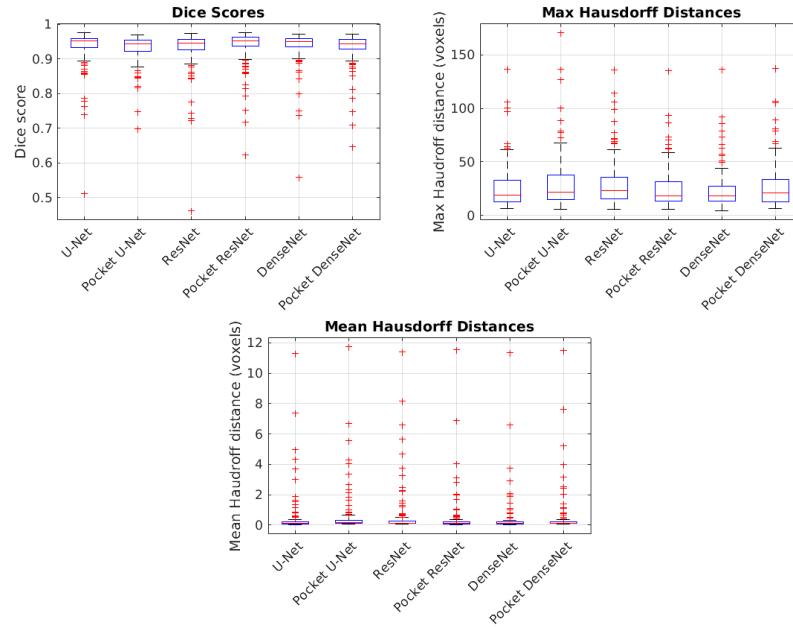 Dice Scores
Dice score
1
0.9
0.8
0.7
0.6
0.5
U-Net
Pocket U-Net
ResNet
Pocket ResNet
DenseNet
Pocket DenseNet
Max Hausdorff Distances
Max Haudroff distance (voxels)
150
100
50
0
U-Net
Pocket U-Net
ResNet
Pocket ResNet
DenseNet
Pocket DenseNet
Mean Hausdorff Distances
Mean Haudroff distance (voxels)
12
10
8
6
4
2
0
U-Net
Pocket U-Net
ResNet
Pocket ResNet
DenseNet
Pocket DenseNet